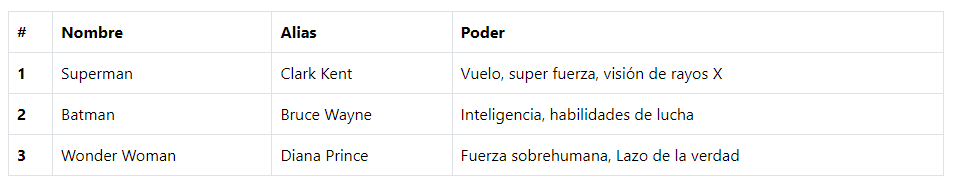 # Nombre Alias Poder
1 Superman Clark Kent Vuelo, super fuerza, visión de rayos X
2 Batman Bruce Wayne Inteligencia, habilidades de lucha
3 Wonder Woman Diana Prince Fuerza sobrehumana, Lazo de la verdad